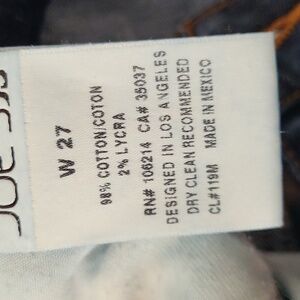 JOE'S
W 27
98% COTTON/COTON
2% LYCRA
RN# 106214 CA# 35037
DESIGNED IN LOS ANGELES
DRY CLEAN RECOMMENDED
CL#119M MADE IN MEXICO